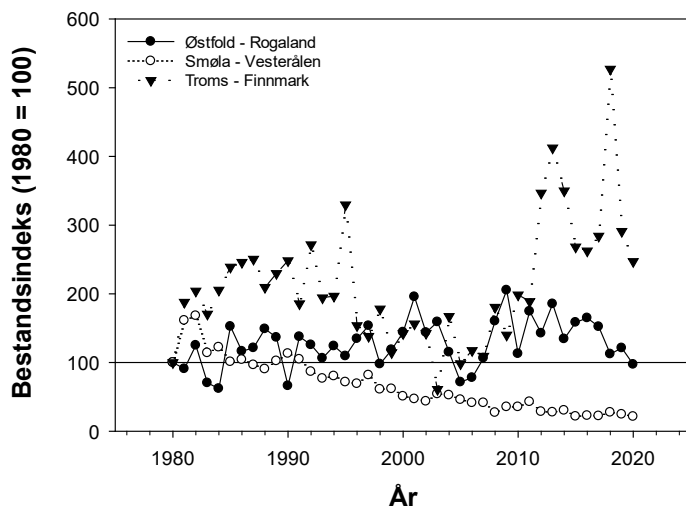 600
500
400
300
200
100
0
Bestandsindeks (1980 = 100)
Østfold - Rogaland
Smøla - Vesterålen
Troms - Finnmark
1980 1990 2000 2010 2020
År